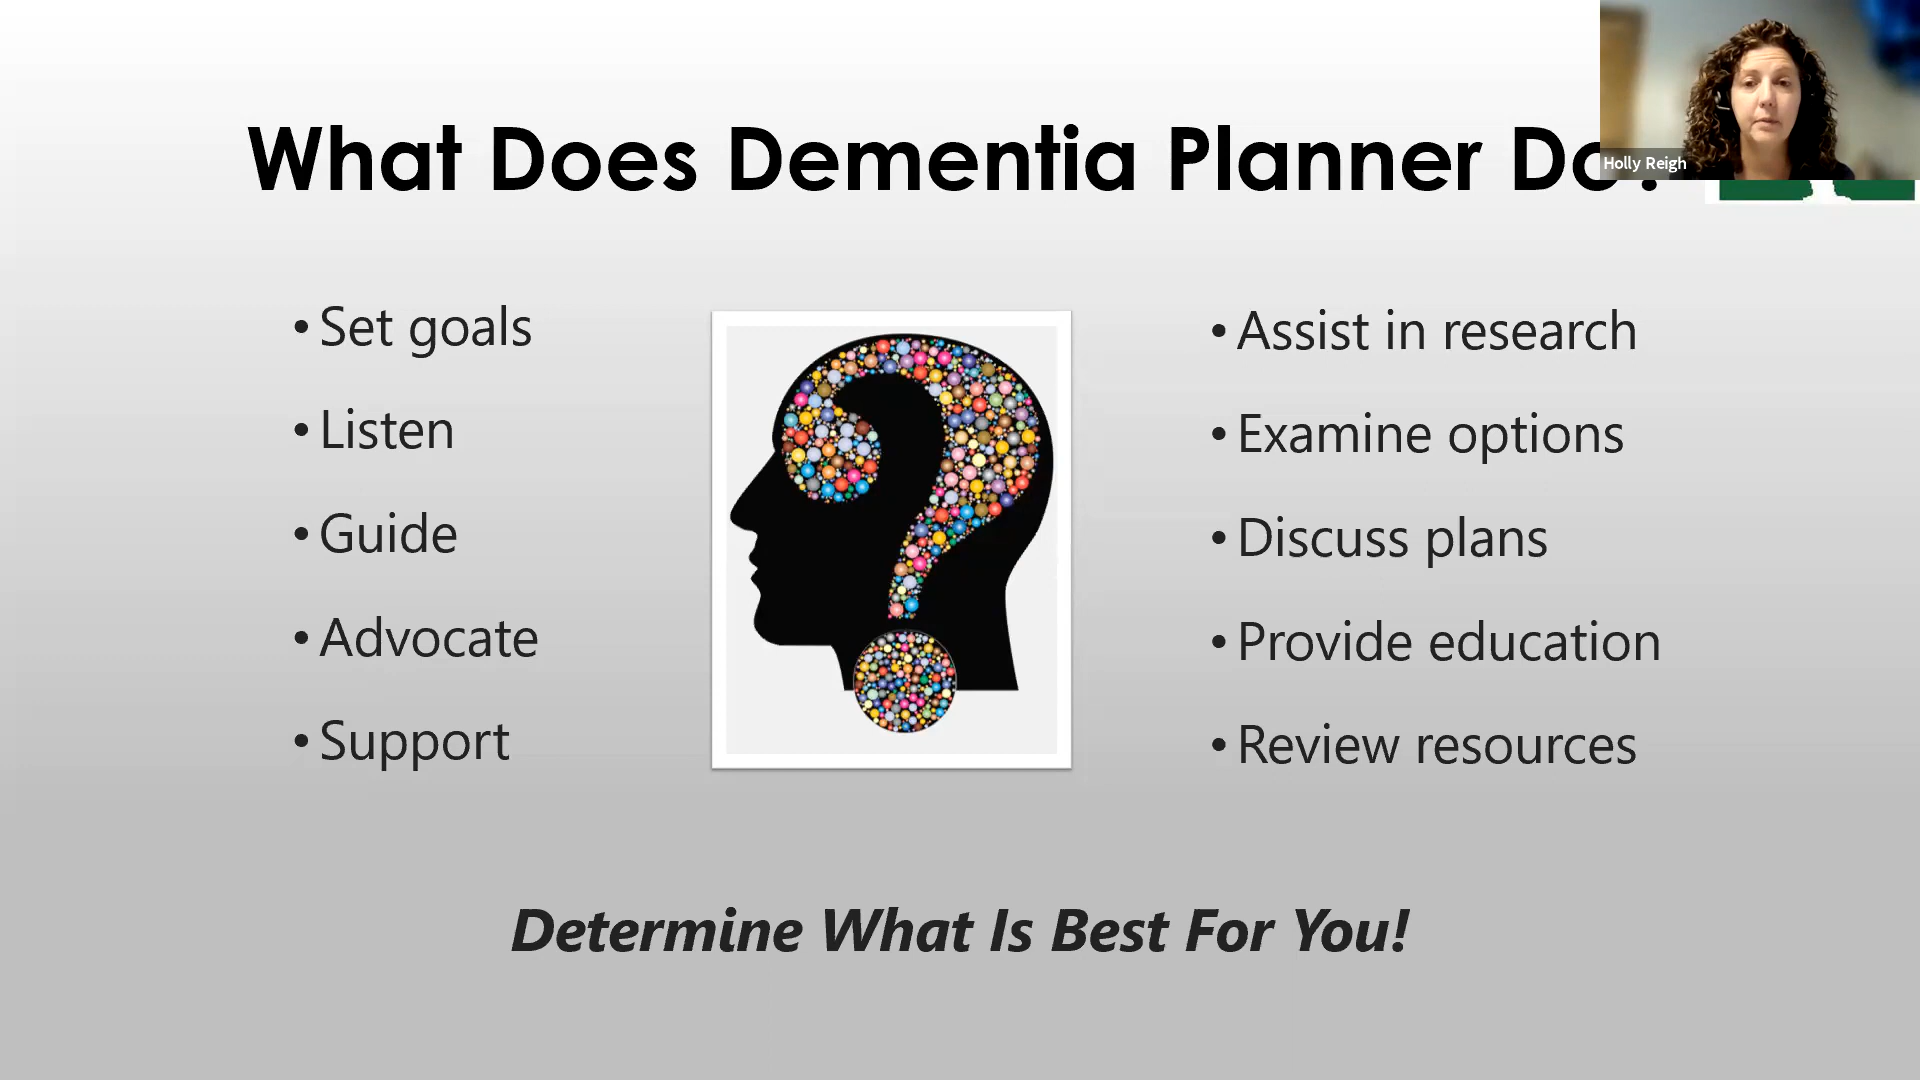 What Does Dementia Planner Do?
Holly Reigh
• Set goals
• Listen
• Guide
• Advocate
• Support
• Assist in research
• Examine options
• Discuss plans
• Provide education
• Review resources
Determine What Is Best For You!